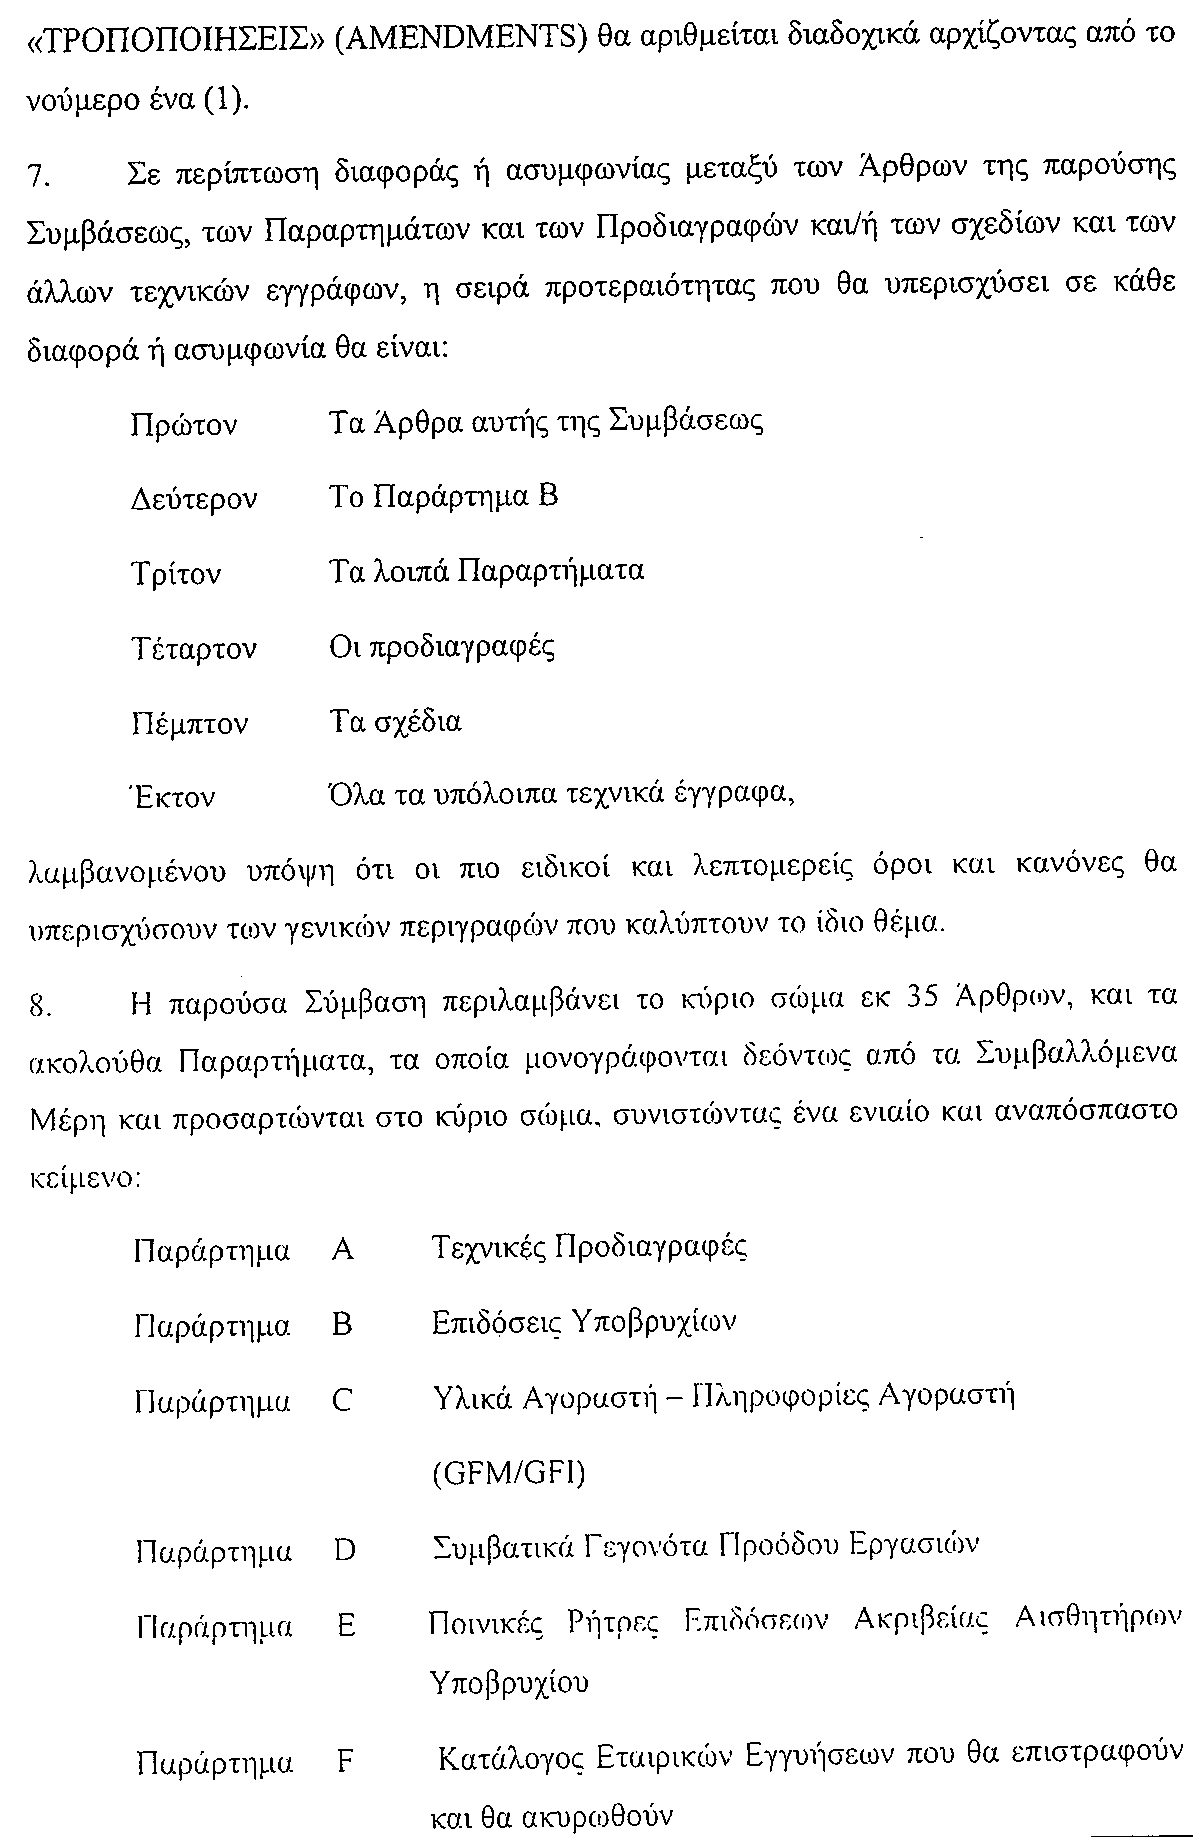 «ΤΡΟΠΟΠΟΙΗΣΕΙΣ» (AMENDMENTS) θα αριθμείται διαδοχικά αρχίζοντας από το
νούμερο ένα (1).
7. Σε περίπτωση διαφοράς ή ασυμφωνίας μεταξύ των Άρθρων της παρούσης
Συμβάσεως, των Παραρτημάτων και των Προδιαγραφών και/ή των σχεδίων και των
άλλων τεχνικών εγγράφων, η σειρά προτεραιότητας που θα υπερισχύσει σε κάθε
διαφορά ή ασυμφωνία θα είναι:
Πρώτον Τα Άρθρα αυτής της Συμβάσεως
Δεύτερον Το Παράρτημα Β
Τρίτον Τα λοιπά Παραρτήματα
Τέταρτον Οι προδιαγραφές
Πέμπτον Τα σχέδια
Έκτον Όλα τα υπόλοιπα τεχνικά έγγραφα,
λαμβανομένου υπόψη ότι οι πιο ειδικοί και λεπτομερείς όροι και κανόνες θα
υπερισχύσουν των γενικών περιγραφών που καλύπτουν το ίδιο θέμα.
8. Η παρούσα Σύμβαση περιλαμβάνει το κύριο σώμα εκ 35 Άρθρων, και τα
ακολούθα Παραρτήματα, τα οποία μονογράφονται δεόντως από τα Συμβαλλόμενα
Μέρη και προσαρτώνται στο κύριο σώμα, συνιστώντας ένα ενιαίο και αναπόσπαστο
κείμενο:
Παράρτημα A Τεχνικές Προδιαγραφές
Παράρτημα B Επιδόσεις Υποβρυχίων
Παράρτημα C Υλικά Αγοραστή – Πληροφορίες Αγοραστή
(GFM/GFI)
Παράρτημα D Συμβατικά Γεγονότα Προόδου Εργασιών
Παράρτημα E Ποινικές Ρήτρες Επιδόσεων Ακριβείας Αισθητήρων
Υποβρυχίου
Παράρτημα F Κατάλογος Εταιρικών Εγγυήσεων που θα επιστραφούν
και θα ακυρωθούν